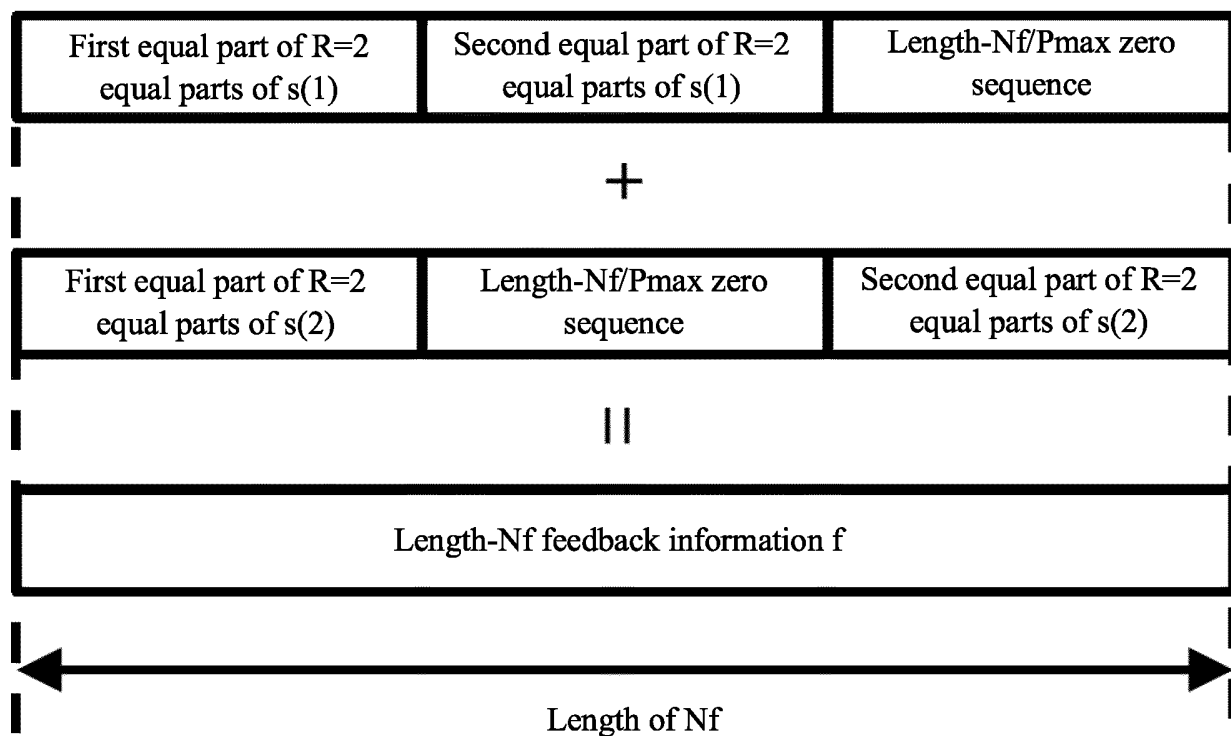 First equal part of R=2
equal parts of s(1)
Second equal part of R=2
equal parts of s(1)
Length-Nf/Pmax zero
sequence
+
First equal part of R=2
equal parts of s(2)
Length-Nf/Pmax zero
sequence
Second equal part of R=2
equal parts of s(2)
=
Length-Nf feedback information f
Length of Nf